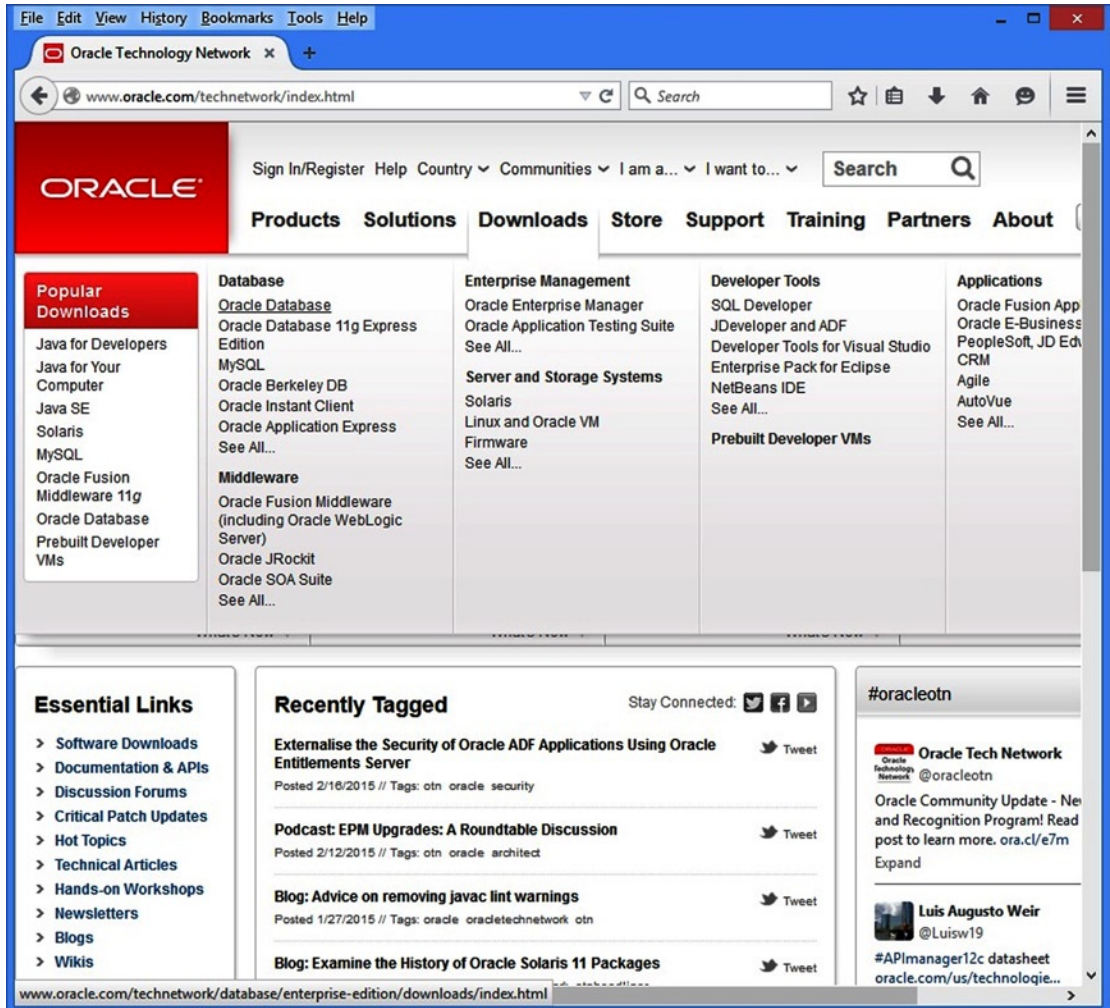 File Edit View History Bookmarks Tools Help
Oracle Technology Network
www.oracle.com/technetwork/index.html
Search
ORACLE
Sign In/Register Help Country Communities I am a... I want to...
Search
Products Solutions Downloads Store Support Training Partners About
Popular
Downloads
Java for Developers
Java for Your
Computer
Java SE
Solaris
MySQL
Oracle Fusion
Middleware 11g
Oracle Database
Prebuilt Developer
VMs
Database
Oracle Database
Oracle Database 11g Express
Edition
MySQL
Oracle Berkeley DB
Oracle Instant Client
Oracle Application Express
See All...
Middleware
Oracle Fusion Middleware
(including Oracle WebLogic
Server)
Oracle JRockit
Oracle SOA Suite
See All...
Enterprise Management
Oracle Enterprise Manager
Oracle Application Testing Suite
See All...
Server and Storage Systems
Solaris
Linux and Oracle VM
Firmware
See All...
Developer Tools
SQL Developer
JDeveloper and ADF
Developer Tools for Visual Studio
Enterprise Pack for Eclipse
NetBeans IDE
See All...
Prebuilt Developer VMs
Applications
Oracle Fusion App
Oracle E-Business
PeopleSoft, JD Ed
CRM
Agile
AutoVue
See All...
Essential Links
Software Downloads
Documentation & APIs
Discussion Forums
Critical Patch Updates
Hot Topics
Technical Articles
Hands-on Workshops
Newsletters
Blogs
Wikis
Recently Tagged
Stay Connected:
Externalise the Security of Oracle ADF Applications Using Oracle
Entitlements Server
Tweet
Posted 2/16/2015 // Tags: otn oracle security
Podcast: EPM Upgrades: A Roundtable Discussion
Tweet
Posted 2/12/2015 // Tags: otn oracle architect
Blog: Advice on removing javac lint warnings
Tweet
Posted 1/27/2015 // Tags: oracle oracletechnetwork otn
Blog: Examine the History of Oracle Solaris 11 Packages
Tweet
#oracleotn
ORACLE
Oracle
Technology
Network
Oracle Tech Network
@oracleotn
Oracle Community Update - Ne
and Recognition Program! Read
post to learn more. ora.cl/e7m
Expand
Luis Augusto Weir
@Luisw19
#APImanager12c datasheet
oracle.com/us/technologie...
www.oracle.com/technetwork/database/enterprise-edition/downloads/index.html